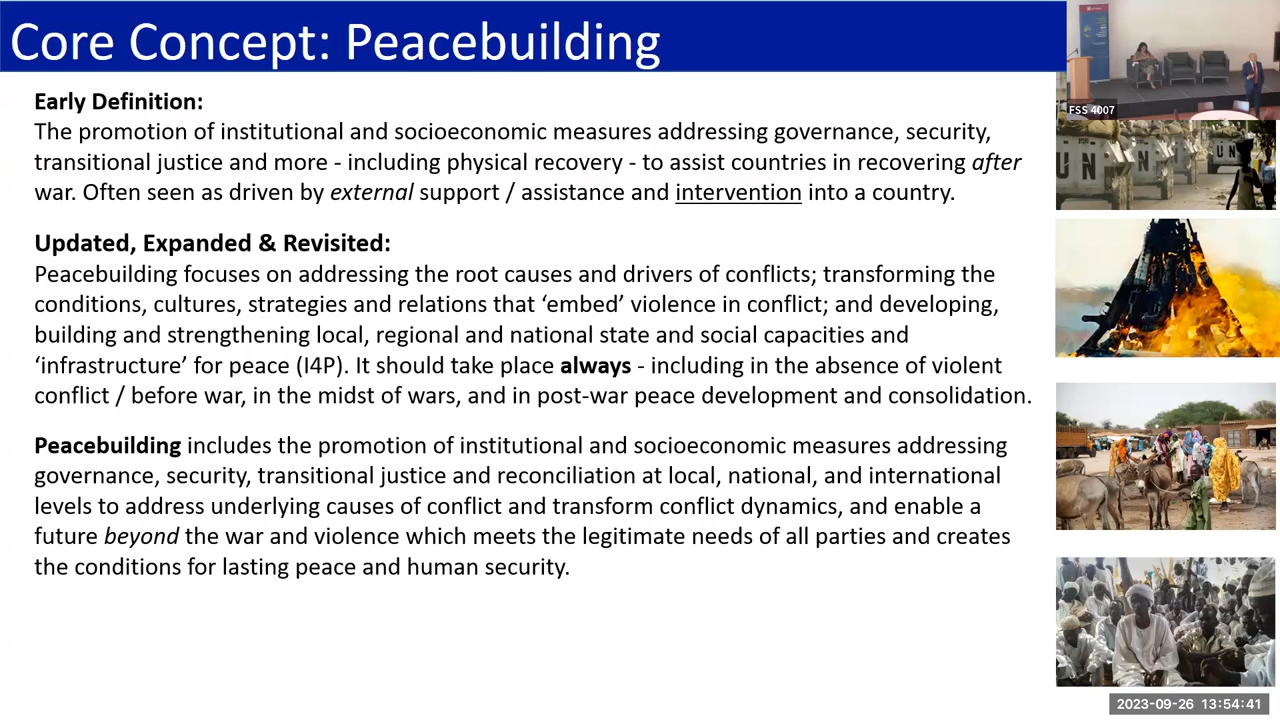 Core Concept: Peacebuilding
Early Definition:
The promotion of institutional and socioeconomic measures addressing governance, security,
transitional justice and more - including physical recovery - to assist countries in recovering after
war. Often seen as driven by external support / assistance and intervention into a country.
Updated, Expanded & Revisited:
Peacebuilding focuses on addressing the root causes and drivers of conflicts; transforming the
conditions, cultures, strategies and relations that ‘embed’ violence in conflict; and developing,
building and strengthening local, regional and national state and social capacities and
‘infrastructure’ for peace (I4P). It should take place always - including in the absence of violent
conflict / before war, in the midst of wars, and in post-war peace development and consolidation.
Peacebuilding includes the promotion of institutional and socioeconomic measures addressing
governance, security, transitional justice and reconciliation at local, national, and international
levels to address underlying causes of conflict and transform conflict dynamics, and enable a
future beyond the war and violence which meets the legitimate needs of all parties and creates
the conditions for lasting peace and human security.
FSS 4007
UN
UN
2023-09-26 13:54:41